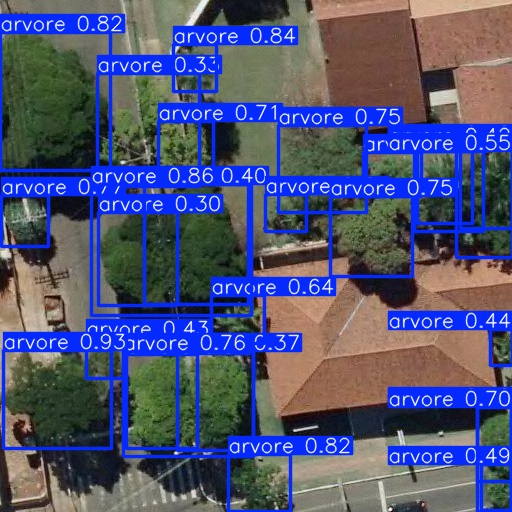 arvore 0.82
arvore 0.84
arvore 0.33
arvore 0.71
arvore 0.75
0.55
arvore
arvore 0.86
0.40
arvore
arvore 0.75
arvore 0.30
arvore 0.64
arvore 0.44
arvore 0.43
arvore 0.93
arvore 0.76
0.37
arvore 0.70
arvore 0.82
arvore 0.49